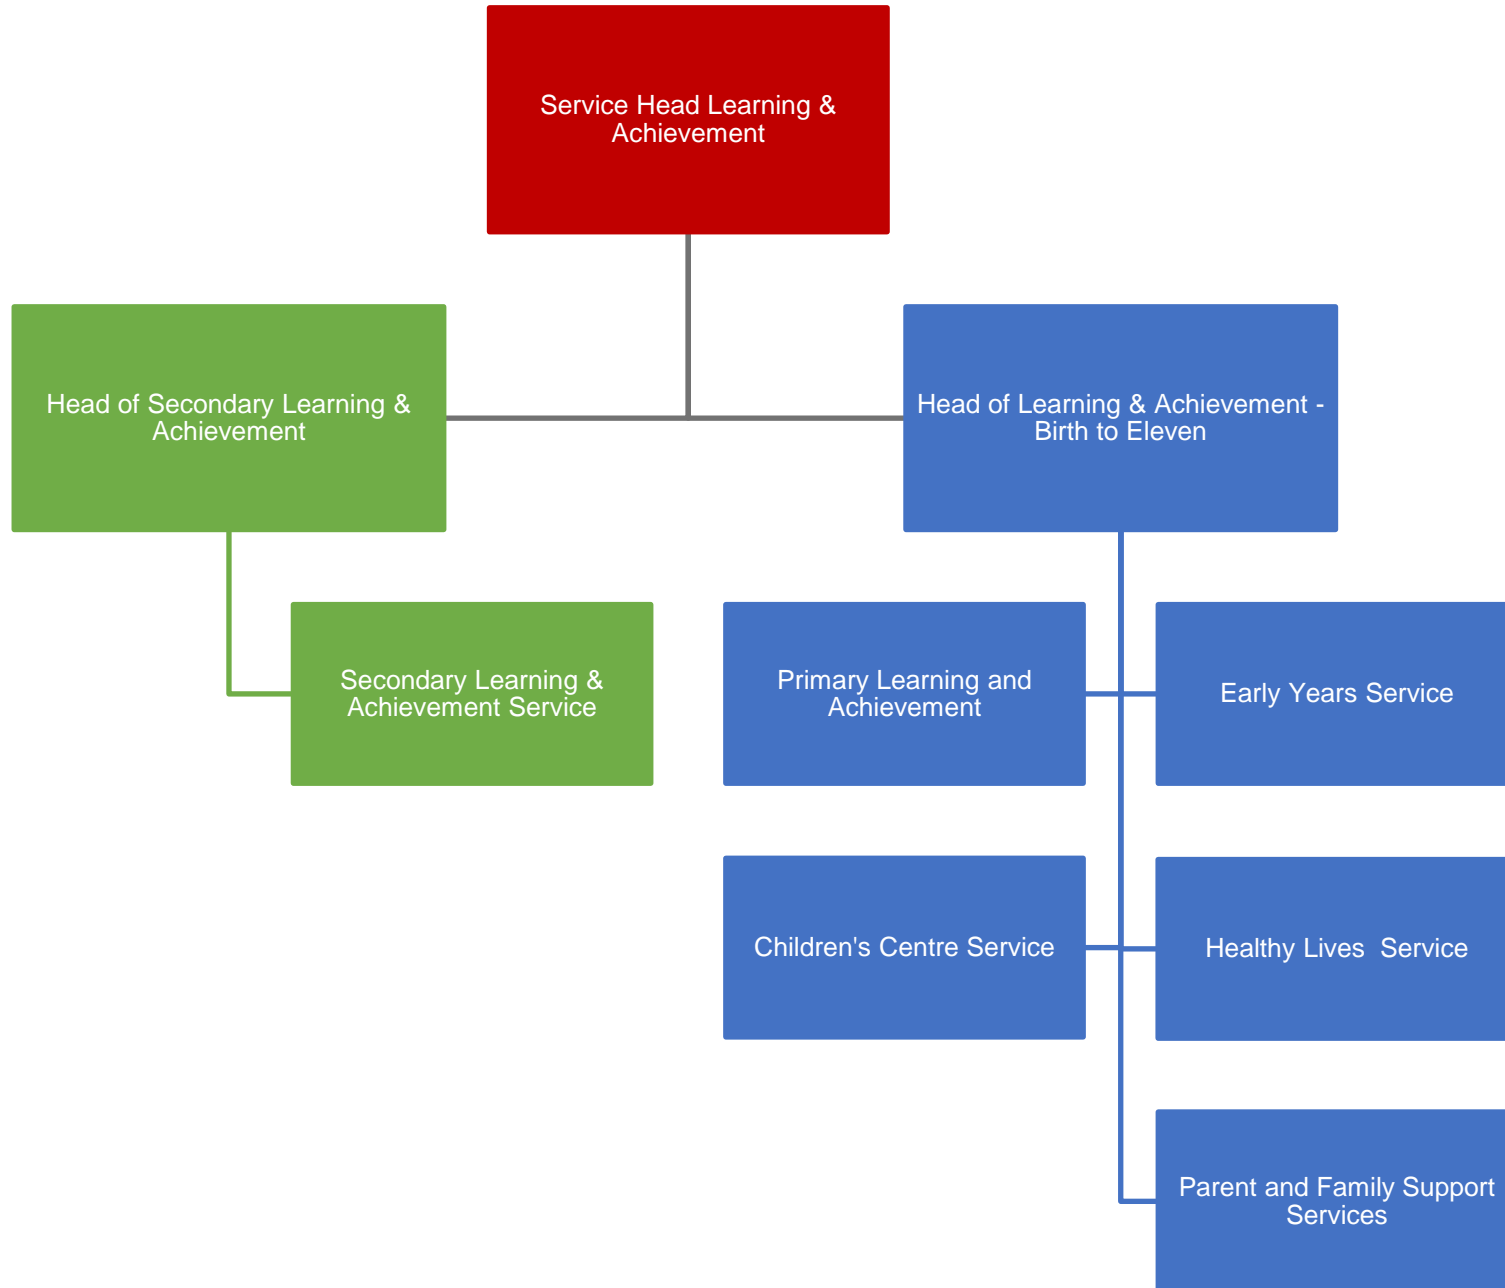 Service Head Learning &
Achievement
Head of Secondary Learning &
Achievement
Head of Learning & Achievement -
Birth to Eleven
Secondary Learning &
Achievement Service
Primary Learning and
Achievement
Early Years Service
Children's Centre Service
Healthy Lives  Service
Parent and Family Support
Services